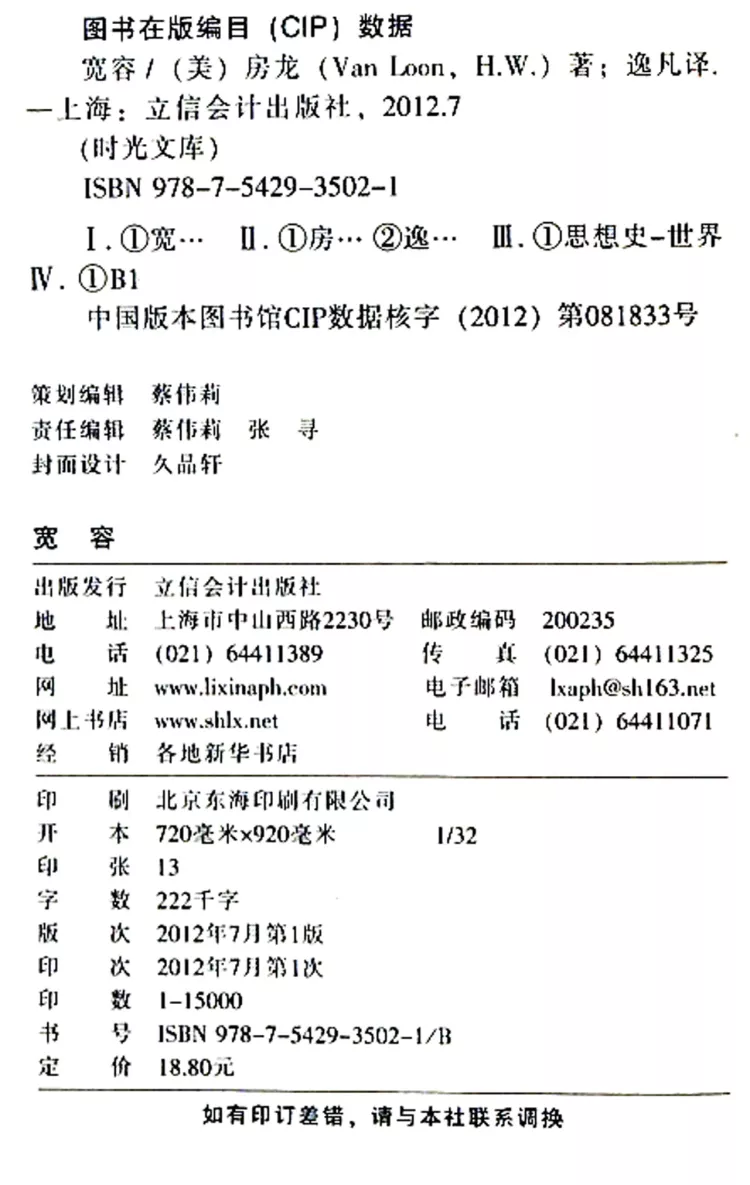 图书在版编目（CIP）数据
宽容 /（美）房龙（Van Loon, H.W.）著；逸凡译.
—上海：立信会计出版社，2012.7
（时光文库）
ISBN 978-7-5429-3502-1
Ⅰ.①宽… Ⅱ.①房…②逸… Ⅲ.①思想史-世界
Ⅳ.①B1
中国版本图书馆CIP数据核字（2012）第081833号
策划编辑 蔡伟莉
责任编辑 蔡伟莉 张 寻
封面设计 久品轩
宽 容
出版发行 立信会计出版社
地 址 上海市中山西路2230号 邮政编码 200235
电 话 (021) 64411389 传 真 (021) 64411325
网 址 www.lixinaph.com 电子邮箱 lxaph@sh163.net
网上书店 www.shlx.net 电 话 (021) 64411071
经 销 各地新华书店
印 刷 北京东海印刷有限公司
开 本 720毫米×920毫米 1/32
印 张 13
字 数 222千字
版 次 2012年7月第1版
印 次 2012年7月第1次
印 数 1-15000
书 号 ISBN 978-7-5429-3502-1/B
定 价 18.80元
如有印订差错，请与本社联系调换